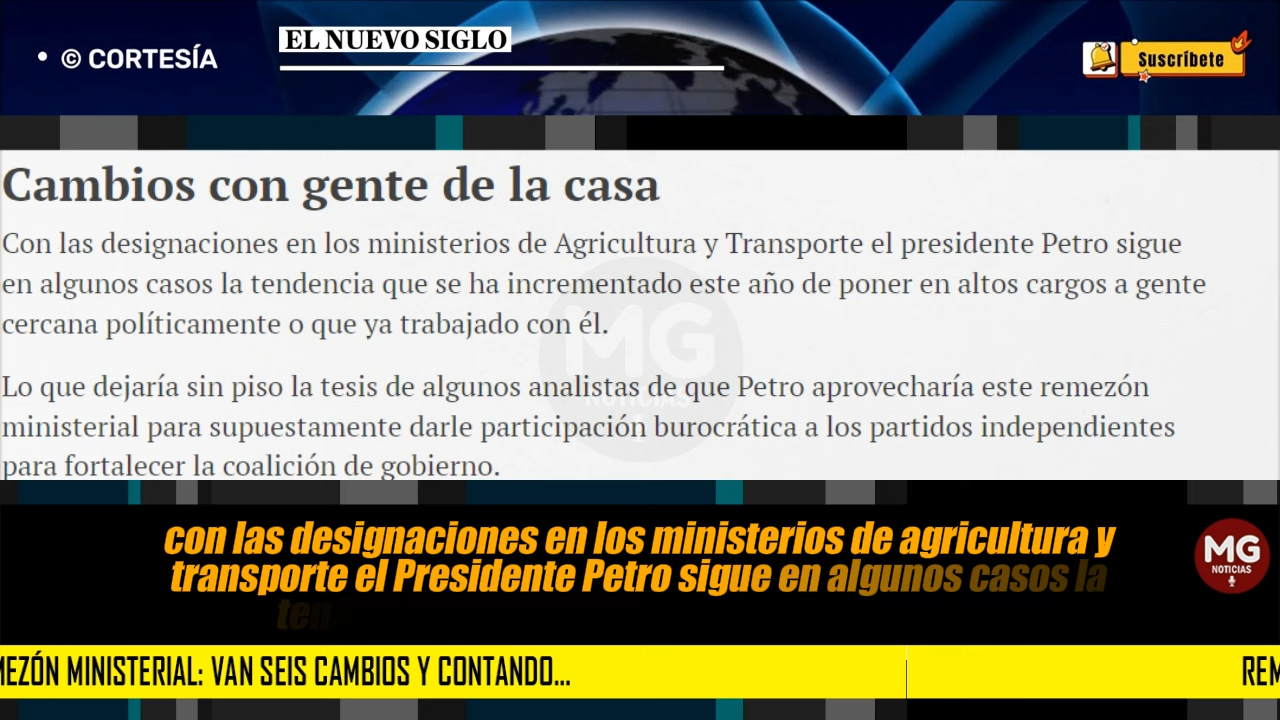 • © CORTESÍA
EL NUEVO SIGLO
Suscríbete
Cambios con gente de la casa
Con las designaciones en los ministerios de Agricultura y Transporte el presidente Petro sigue
en algunos casos la tendencia que se ha incrementado este año de poner en altos cargos a gente
cercana políticamente o que ya trabajado con él.
Lo que dejaría sin piso la tesis de algunos analistas de que Petro aprovecharía este remezón
ministerial para supuestamente darle participación burocrática a los partidos independientes
para fortalecer la coalición de gobierno.
MG
NOTICIAS
con las designaciones en los ministerios de agricultura y
transporte el Presidente Petro sigue en algunos casos la
ten
MG
NOTICIAS
MEZÓN MINISTERIAL: VAN SEIS CAMBIOS Y CONTANDO...
REM